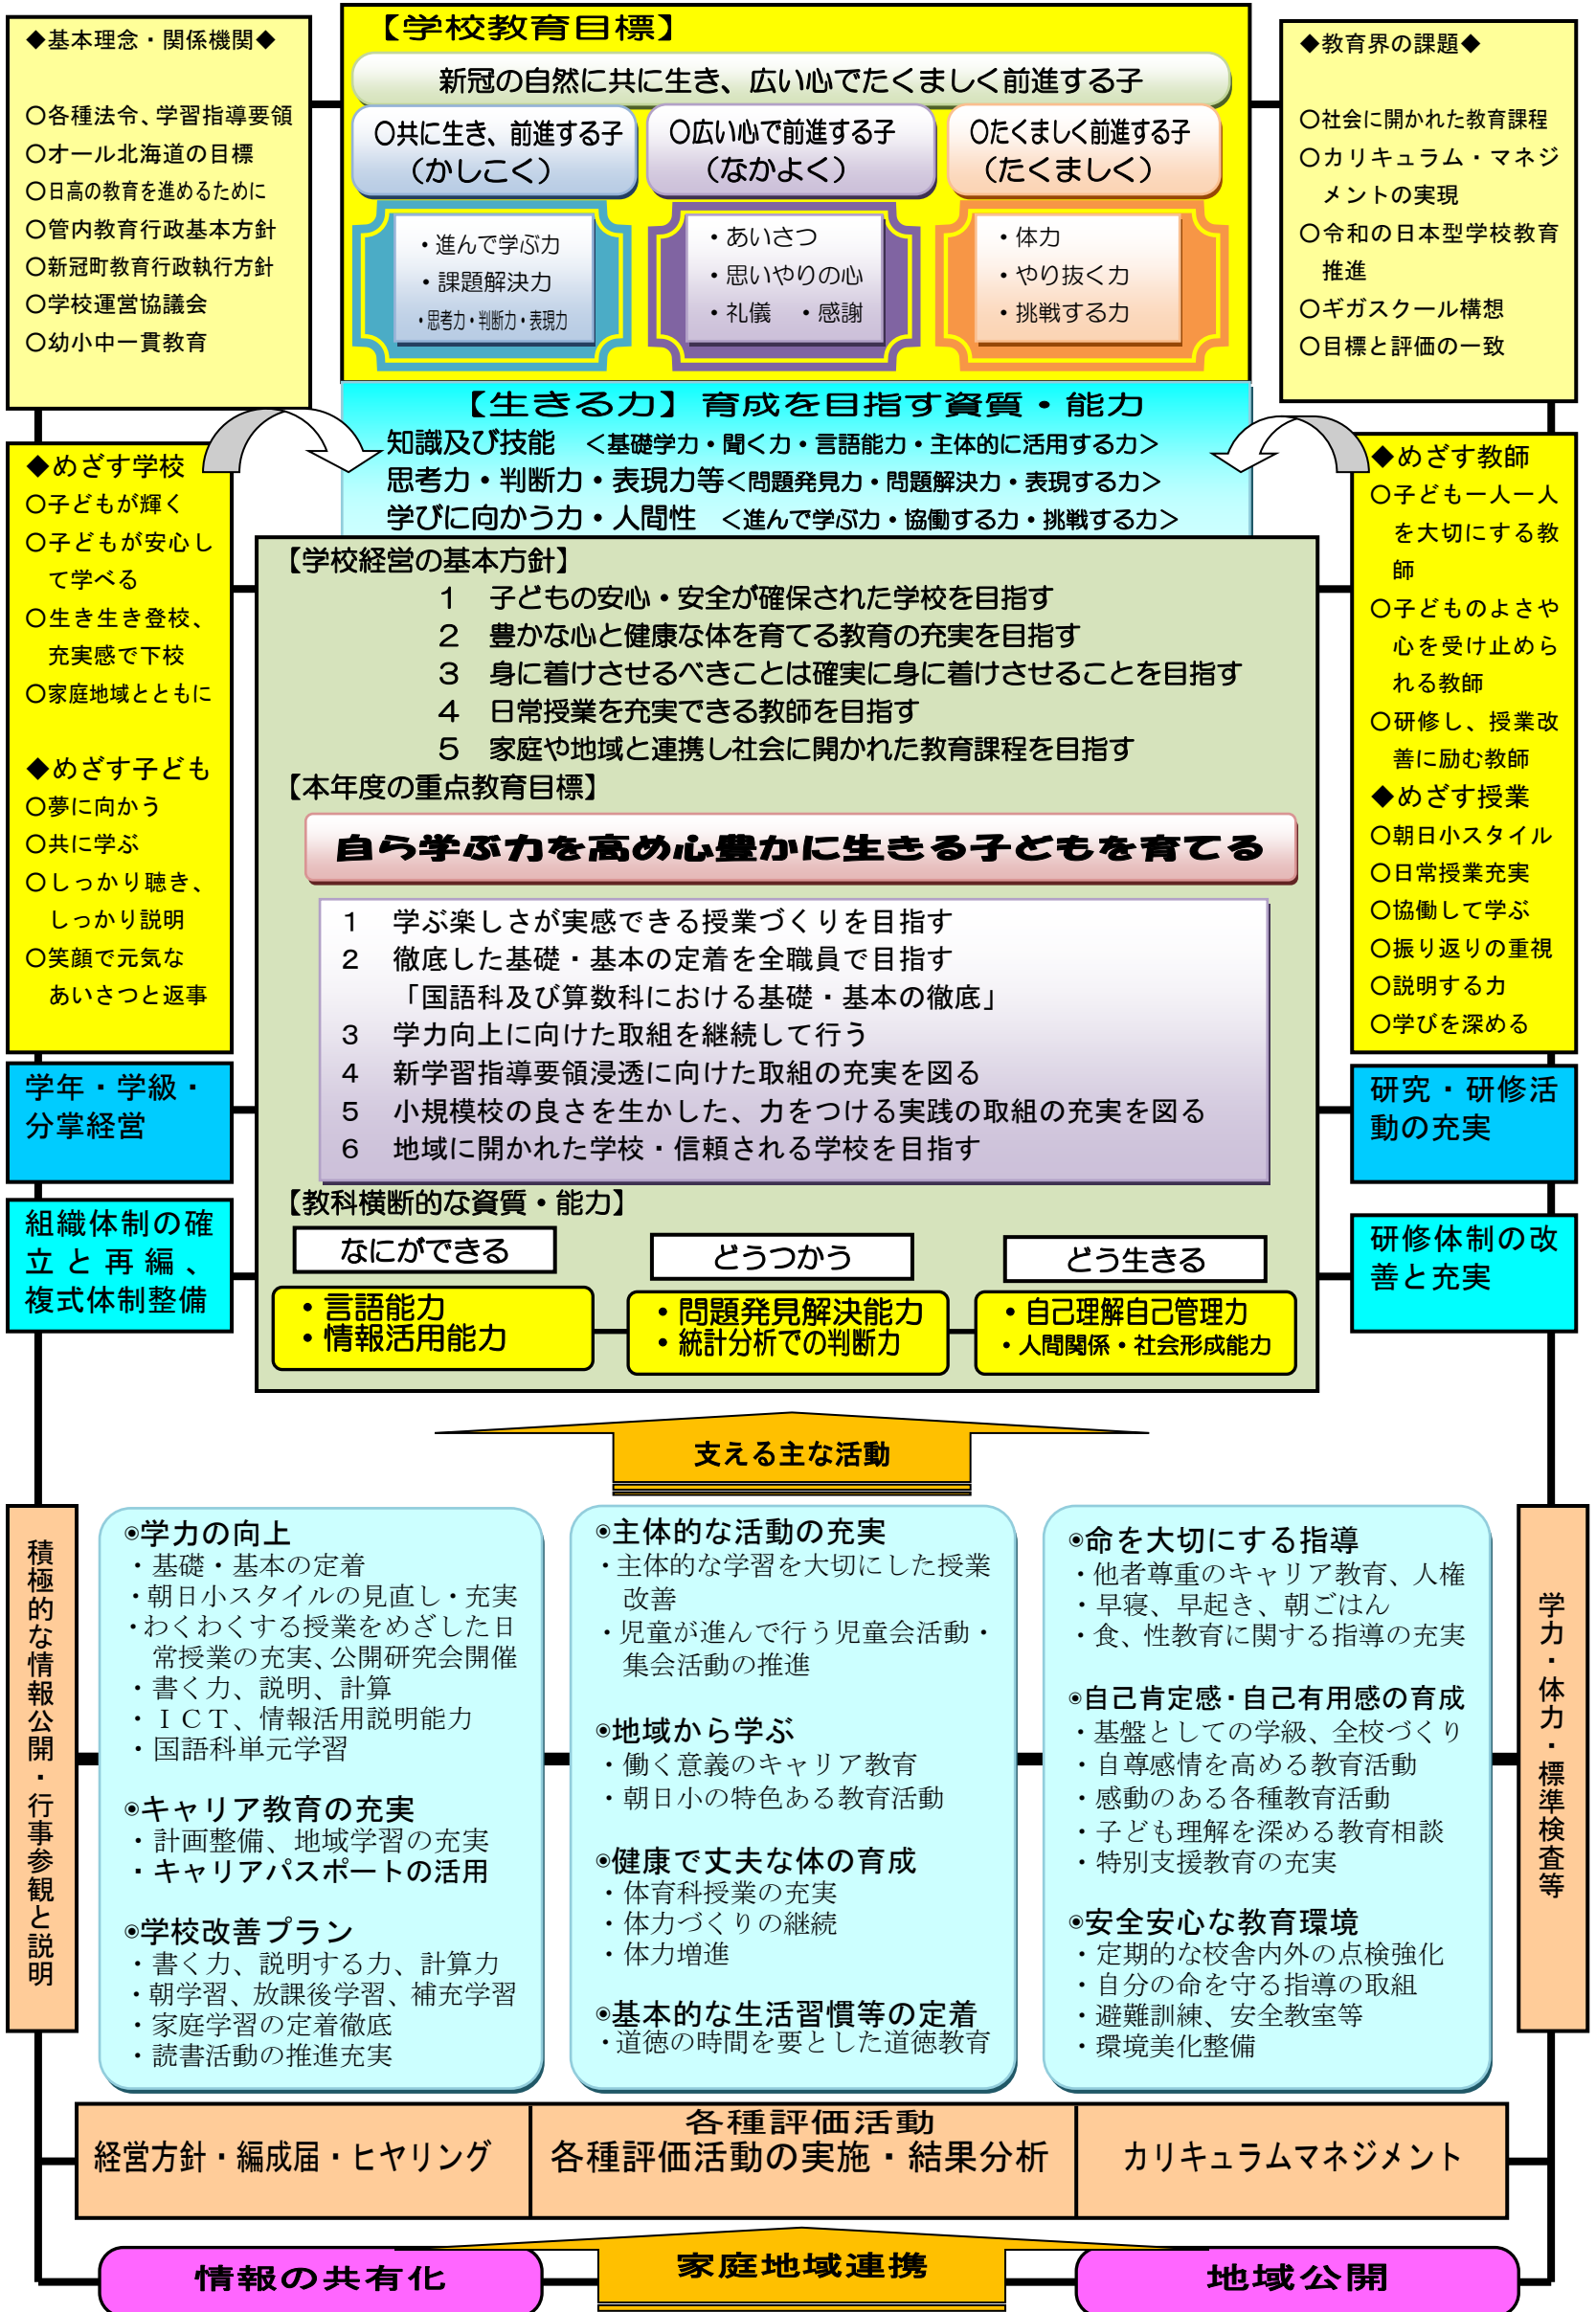 ◆基本理念・関係機関◆
〇各種法令、学習指導要領
〇オール北海道の目標
〇日高の教育を進めるために
〇管内教育行政基本方針
〇新冠町教育行政執行方針
〇学校運営協議会
〇幼小中一貫教育
【学校教育目標】
新冠の自然に共に生き、広い心でたくましく前進する子
〇共に生き、前進する子
（かしこく）
〇広い心で前進する子
（なかよく）
〇たくましく前進する子
（たくましく）
・進んで学ぶ力
・課題解決力
・思考力・判断力・表現力
・あいさつ
・思いやりの心
・礼儀　・感謝
・体力
・やり抜く力
・挑戦する力
◆教育界の課題◆
〇社会に開かれた教育課程
〇カリキュラム・マネジ
メントの実現
〇令和の日本型学校教育
推進
〇ギガスクール構想
〇目標と評価の一致
【生きる力】育成を目指す資質・能力
知識及び技能　＜基礎学力・聞く力・言語能力・主体的に活用する力＞
思考力・判断力・表現力等＜問題発見力・問題解決力・表現する力＞
学びに向かう力・人間性　＜進んで学ぶ力・協働する力・挑戦する力＞
◆めざす学校
〇子どもが輝く
〇子どもが安心し
て学べる
〇生き生き登校、
充実感で下校
〇家庭地域とともに
◆めざす子ども
〇夢に向かう
〇共に学ぶ
〇しっかり聴き、
しっかり説明
〇笑顔で元気な
あいさつと返事
【学校経営の基本方針】
１　子どもの安心・安全が確保された学校を目指す
２　豊かな心と健康な体を育てる教育の充実を目指す
３　身に着けさせるべきことは確実に身に着けさせることを目指す
４　日常授業を充実できる教師を目指す
５　家庭や地域と連携し社会に開かれた教育課程を目指す
【本年度の重点教育目標】
自ら学ぶ力を高め心豊かに生きる子どもを育てる
１　学ぶ楽しさが実感できる授業づくりを目指す
２　徹底した基礎・基本の定着を全職員で目指す
「国語科及び算数科における基礎・基本の徹底」
３　学力向上に向けた取組を継続して行う
４　新学習指導要領浸透に向けた取組の充実を図る
５　小規模校の良さを生かした、力をつける実践の取組の充実を図る
６　地域に開かれた学校・信頼される学校を目指す
【教科横断的な資質・能力】
なにができる
どうつかう
どう生きる
・言語能力
・情報活用能力
・問題発見解決能力
・統計分析での判断力
・自己理解自己管理力
・人間関係・社会形成能力
◆めざす教師
〇子ども一人一人
を大切にする教
師
〇子どものよさや
心を受け止めら
れる教師
〇研修し、授業改
善に励む教師
◆めざす授業
〇朝日小スタイル
〇日常授業充実
〇協働して学ぶ
〇振り返りの重視
〇説明する力
〇学びを深める
学年・学級・
分掌経営
組織体制の確
立と再編、
複式体制整備
研究・研修活
動の充実
研修体制の改
善と充実
支える主な活動
積極的な情報公開・行事参観と説明
◉学力の向上
・基礎・基本の定着
・朝日小スタイルの見直し・充実
・わくわくする授業をめざした日
常授業の充実、公開研究会開催
・書く力、説明、計算
・ＩＣＴ、情報活用説明能力
・国語科単元学習
◉キャリア教育の充実
・計画整備、地域学習の充実
・キャリアパスポートの活用
◉学校改善プラン
・書く力、説明する力、計算力
・朝学習、放課後学習、補充学習
・家庭学習の定着徹底
・読書活動の推進充実
◉主体的な活動の充実
・主体的な学習を大切にした授業
改善
・児童が進んで行う児童会活動・
集会活動の推進
◉地域から学ぶ
・働く意義のキャリア教育
・朝日小の特色ある教育活動
◉健康で丈夫な体の育成
・体育科授業の充実
・体力づくりの継続
・体力増進
◉基本的な生活習慣等の定着
・道徳の時間を要とした道徳教育
◉命を大切にする指導
・他者尊重のキャリア教育、人権
・早寝、早起き、朝ごはん
・食、性教育に関する指導の充実
◉自己肯定感・自己有用感の育成
・基盤としての学級、全校づくり
・自尊感情を高める教育活動
・感動のある各種教育活動
・子ども理解を深める教育相談
・特別支援教育の充実
◉安全安心な教育環境
・定期的な校舎内外の点検強化
・自分の命を守る指導の取組
・避難訓練、安全教室等
・環境美化整備
学力・体力・標準検査等
各種評価活動
経営方針・編成届・ヒヤリング
各種評価活動の実施・結果分析
カリキュラムマネジメント
情報の共有化
家庭地域連携
地域公開